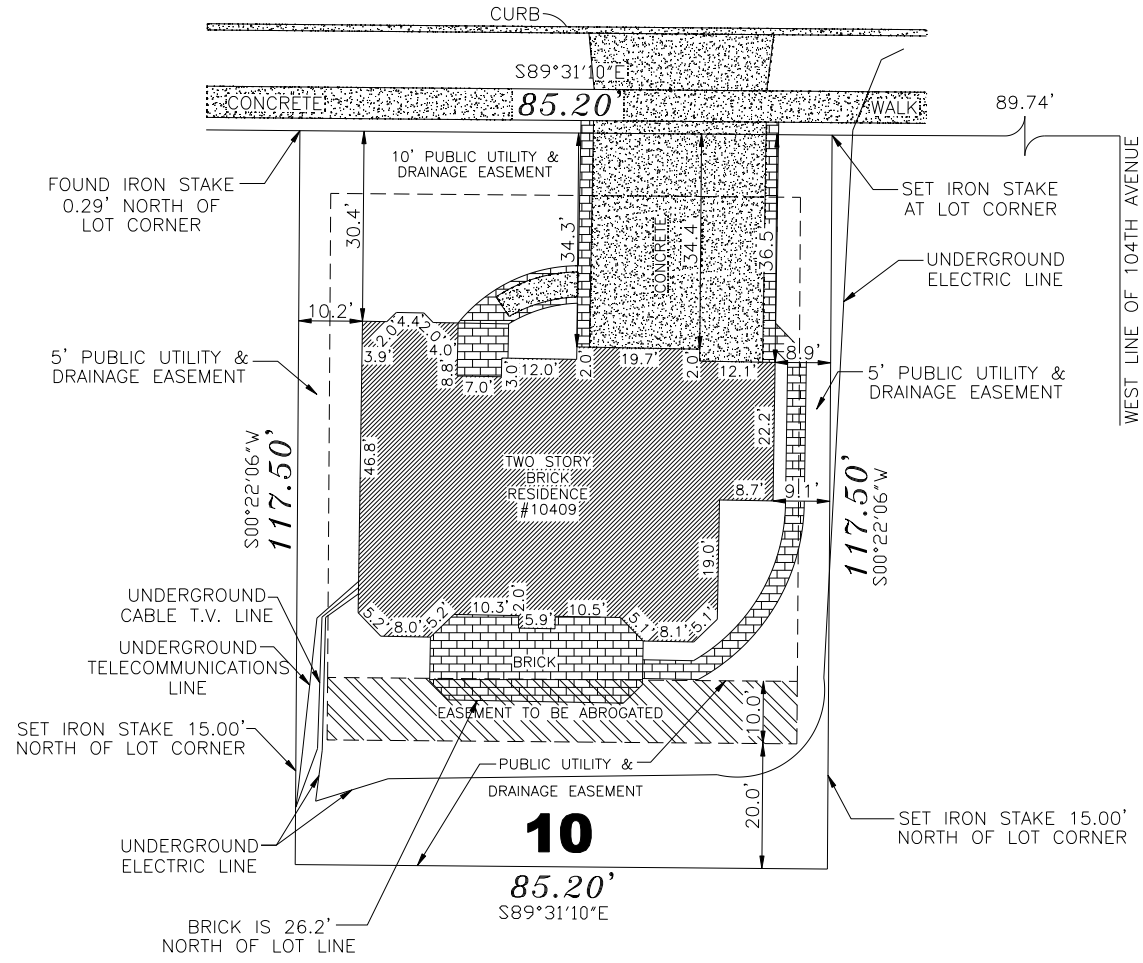 CURB
S89°31'10"E
85.20'
CONCRETE
WALK
89.74'
WEST LINE OF 104TH AVENUE
FOUND IRON STAKE
0.29' NORTH OF
LOT CORNER
10' PUBLIC UTILITY &
DRAINAGE EASEMENT
SET IRON STAKE
AT LOT CORNER
30.4'
34.3'
CONCRETE
34.4'
36.5'
UNDERGROUND
ELECTRIC LINE
10.2'
5' PUBLIC UTILITY &
DRAINAGE EASEMENT
3.9'
2.0'
4.4'
2.0'
4.0'
8.8'
7.0'
3.0'
12.0'
2.0'
19.7'
2.0'
12.1'
8.9'
5' PUBLIC UTILITY &
DRAINAGE EASEMENT
S00°22'06"W
117.50'
46.8'
TWO STORY
BRICK
RESIDENCE
#10409
22.2'
8.7'
9.1'
117.50'
S00°22'06"W
19.0'
UNDERGROUND
CABLE T.V. LINE
5.2'
8.0'
5.2'
10.3'
2.0'
5.9'
10.5'
5.1'
8.1'
5.1'
UNDERGROUND
TELECOMMUNICATIONS
LINE
BRICK
EASEMENT TO BE ABROGATED
10.0'
SET IRON STAKE 15.00'
NORTH OF LOT CORNER
PUBLIC UTILITY &
DRAINAGE EASEMENT
20.0'
SET IRON STAKE 15.00'
NORTH OF LOT CORNER
UNDERGROUND
ELECTRIC LINE
10
85.20'
S89°31'10"E
BRICK IS 26.2'
NORTH OF LOT LINE